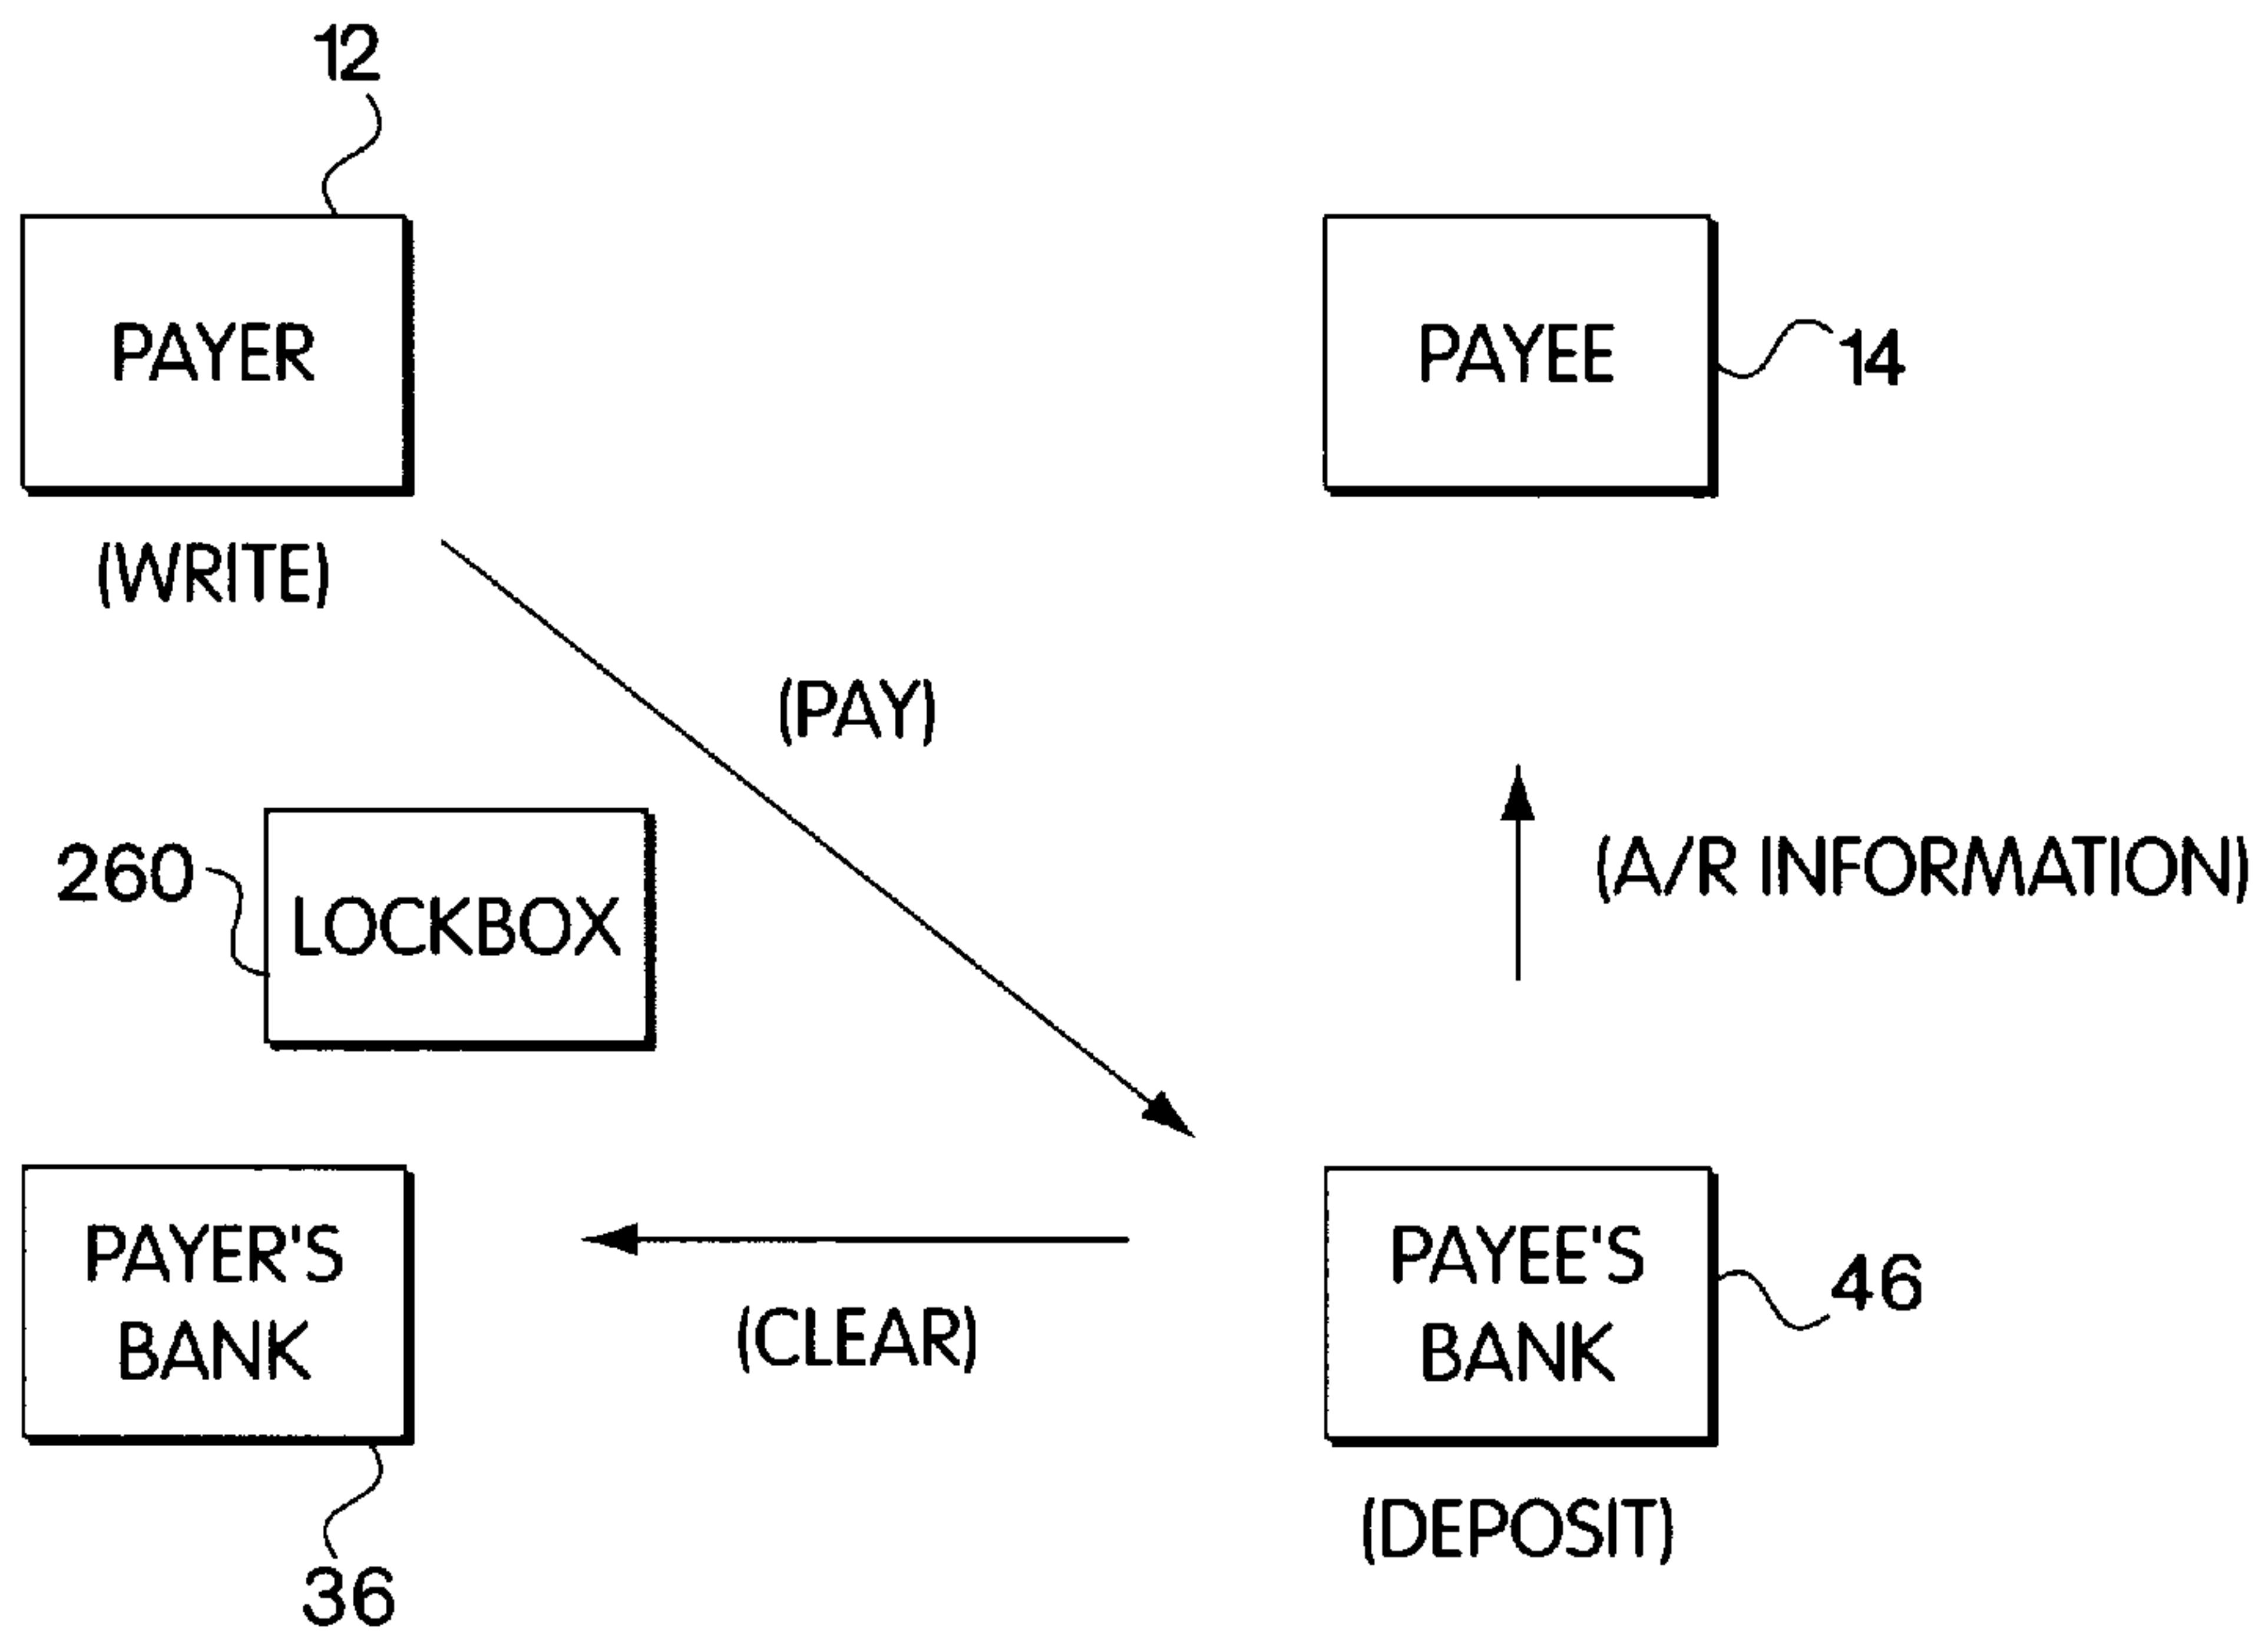 12
PAYER
PAYEE
14
(WRITE)
(PAY)
260
LOCKBOX
(A/R INFORMATION)
PAYER'S
BANK
(CLEAR)
PAYEE'S
BANK
46
(DEPOSIT)
36